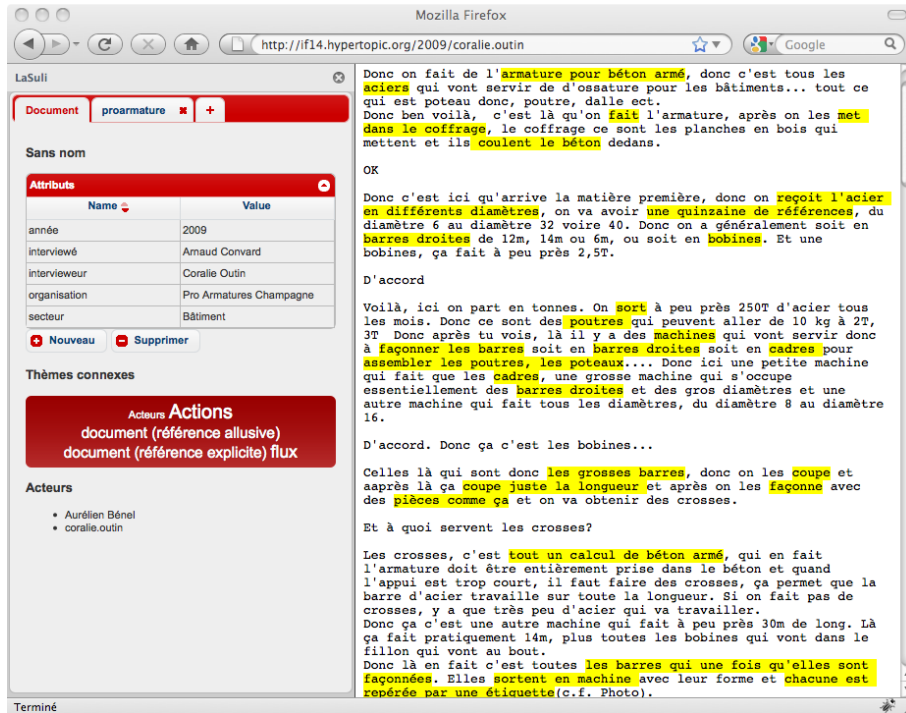 Mozilla Firefox
http://if14.hypertopic.org/2009/coralie.outin
Google
LaSuli
Document proarmature +
Sans nom
Attributs
Name Value
année 2009
interviewé Arnaud Convard
intervieweur Coralie Outin
organisation Pro Armatures Champagne
secteur Bâtiment
Nouveau Supprimer
Thèmes connexes
Acteurs Actions
document (référence allusive)
document (référence explicite) flux
Acteurs
• Aurélien Bénel
• coralie.outin
Donc on fait de l'armature pour béton armé, donc c'est tous les
aciers qui vont servir de d'ossature pour les bâtiments... tout ce
qui est poteau donc, poutre, dalle ect.
Donc ben voilà, c'est là qu'on fait l'armature, après on les met
dans le coffrage, le coffrage ce sont les planches en bois qui
mettent et ils coulent le béton dedans.
OK
Donc c'est ici qu'arrive la matière première, donc on reçoit l'acier
en différents diamètres, on va avoir une quinzaine de références, du
diamètre 6 au diamètre 32 voire 40. Donc on a généralement soit en
barres droites de 12m, 14m ou 6m, ou soit en bobines. Et une
bobines, ça fait à peu près 2,5T.
D'accord
Voilà, ici on part en tonnes. On sort à peu près 250T d'acier tous
les mois. Donc ce sont des poutres qui peuvent aller de 10 kg à 2T,
3T Donc après tu vois, là il y a des machines qui vont servir donc
à façonner les barres soit en barres droites soit en cadres pour
assembler les poutres, les poteaux.... Donc ici une petite machine
qui fait que les cadres, une grosse machine qui s'occupe
essentiellement des barres droites et des gros diamètres et une
autre machine qui fait tous les diamètres, du diamètre 8 au diamètre
16.
D'accord. Donc ça c'est les bobines...
Celles là qui sont donc les grosses barres, donc on les coupe et
aaprès là ça coupe juste la longueur et après on les façonne avec
des pièces comme ça et on va obtenir des crosses.
Et à quoi servent les crosses?
Les crosses, c'est tout un calcul de béton armé, qui en fait
l'armature doit être entièrement prise dans le béton et quand
l'appui est trop court, il faut faire des crosses, ça permet que la
barre d'acier travaille sur toute la longueur. Si on fait pas de
crosses, y a que très peu d'acier qui va travailler.
Donc ça c'est une autre machine qui fait à peu près 30m de long. Là
ça fait pratiquement 14m, plus toutes les bobines qui vont dans le
fillon qui vont au bout.
Donc là en fait c'est toutes les barres qui une fois qu'elles sont
façonnées. Elles sortent en machine avec leur forme et chacune est
repérée par une étiquette(c.f. Photo).
Terminé